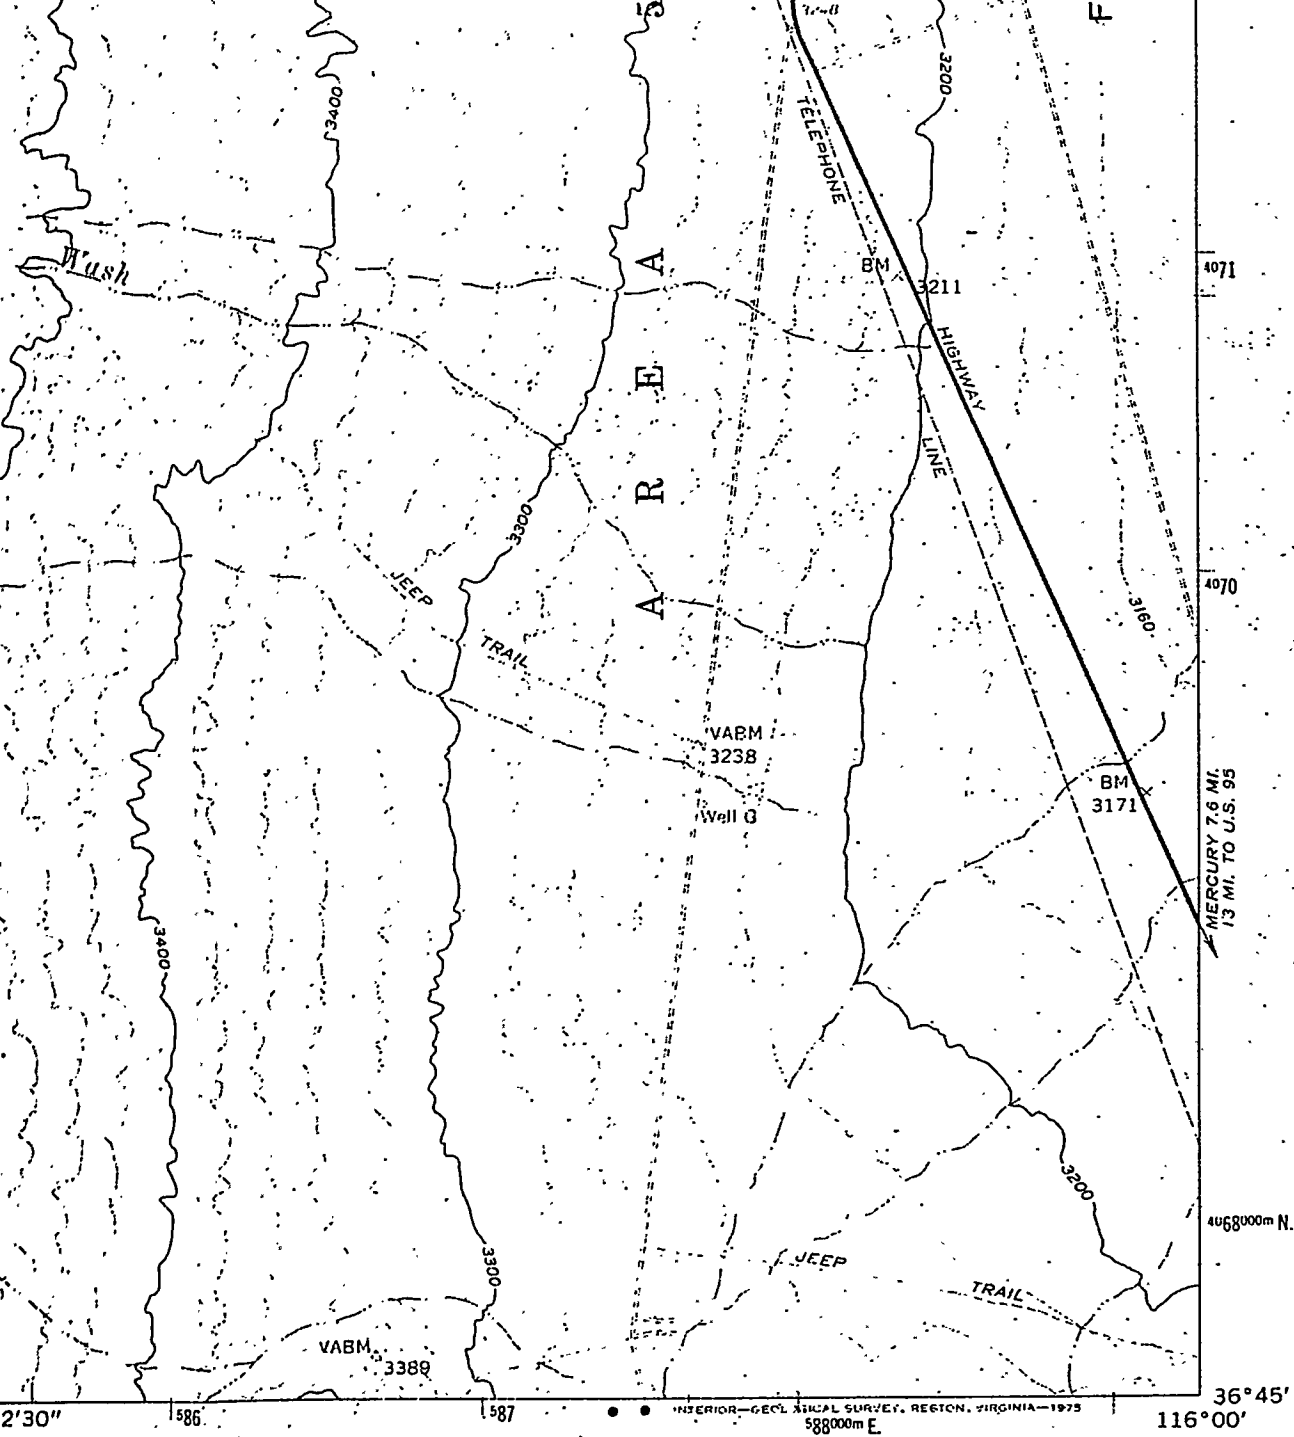 5
F
3400
3200
TELEPHONE
Wash
A
BM
3211
4071
HIGHWAY
E
LINE
R
3300
JEEP
4070
A
3160
TRAIL
VABM
3238
BM
3171
Well
MERCURY 7.6 MI.
13 MI. TO U.S. 95
3400
3200
4068000m N.
3300
JEEP
TRAIL
VABM
3389
36°45'
2'30"
586
587
INTERIOR—GEOLOGICAL SURVEY, RESTON, VIRGINIA—1975
588000m E.
116°00'